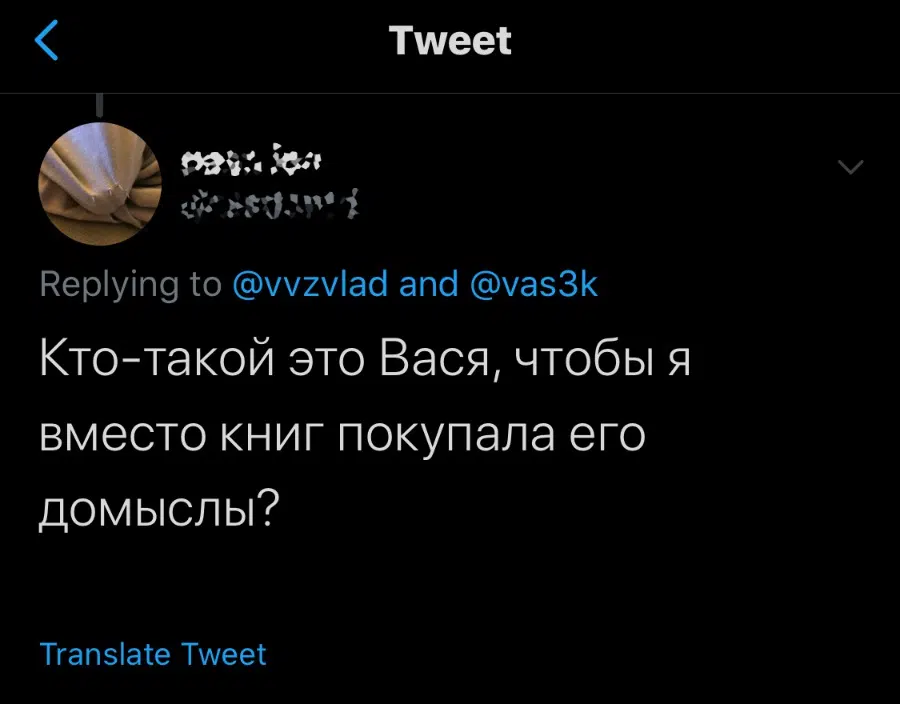 Tweet
Replying to @vvzvlad and @vas3k
Кто-такой это Вася, чтобы я
вместо книг покупала его
домыслы?
Translate Tweet